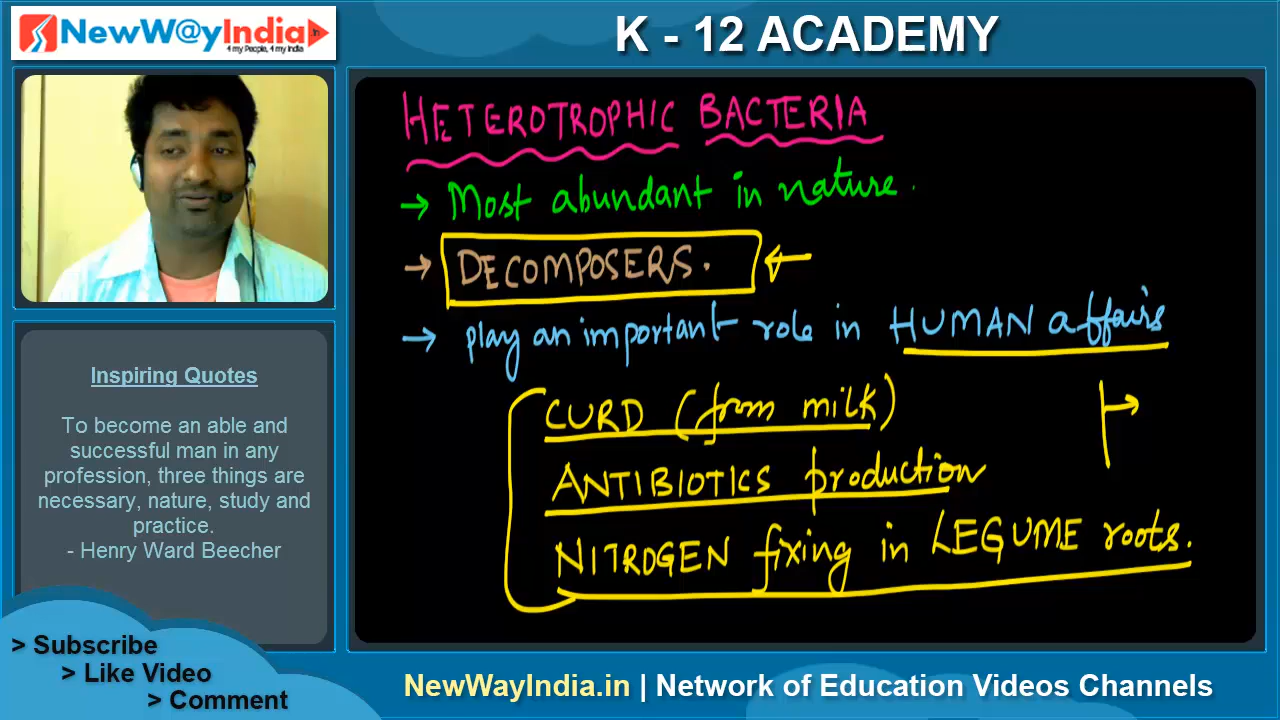 NewW@yIndia.in
4 my People, 4 my India
K - 12 ACADEMY
HETEROTROPHIC BACTERIA
→ Most abundant in nature.
→ DECOMPOSERS.
→ play an important role in HUMAN affairs
CURD (from milk)
ANTIBIOTICS production
NITROGEN fixing in LEGUME roots.
Inspiring Quotes
To become an able and
successful man in any
profession, three things are
necessary, nature, study and
practice.
- Henry Ward Beecher
> Subscribe
> Like Video
> Comment
NewWayIndia.in | Network of Education Videos Channels